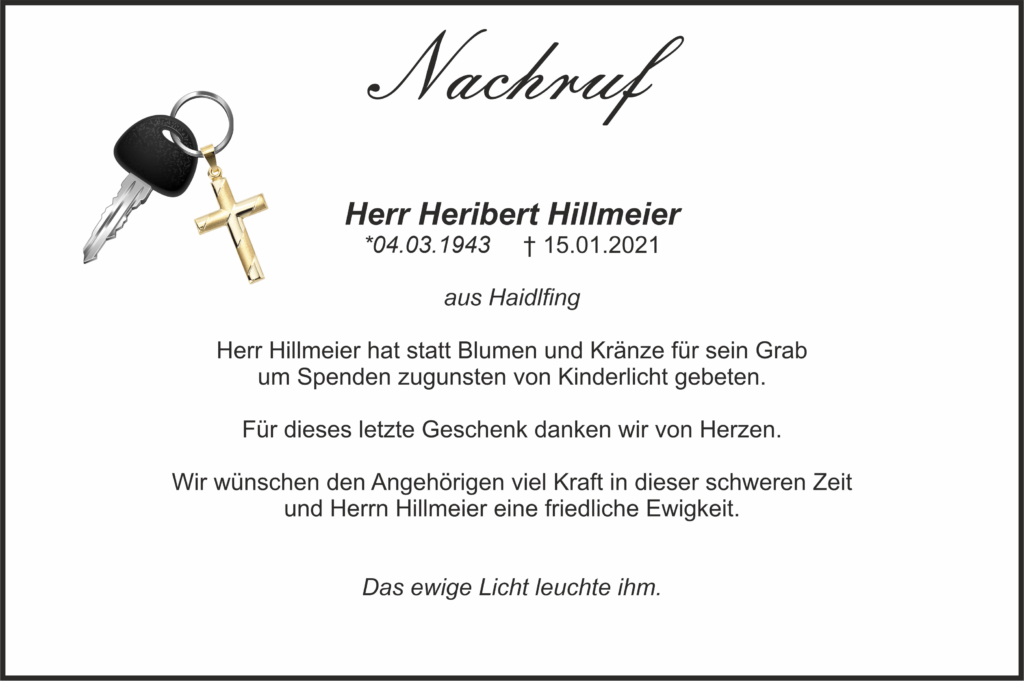 Nachruf
Herr Heribert Hillmeier
*04.03.1943 † 15.01.2021
aus Haidlfing
Herr Hillmeier hat statt Blumen und Kränze für sein Grab
um Spenden zugunsten von Kinderlicht gebeten.
Für dieses letzte Geschenk danken wir von Herzen.
Wir wünschen den Angehörigen viel Kraft in dieser schweren Zeit
und Herrn Hillmeier eine friedliche Ewigkeit.
Das ewige Licht leuchte ihm.